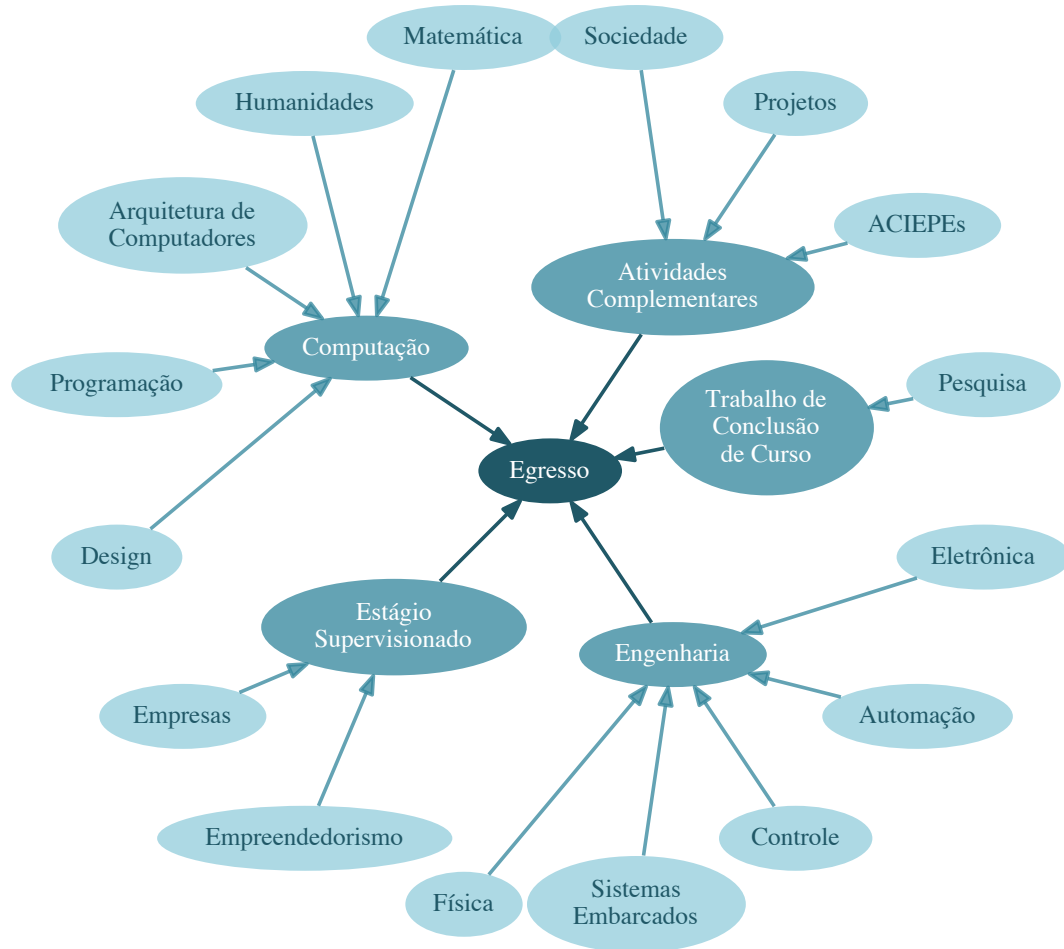 Matemática
Sociedade
Humanidades
Projetos
Arquitetura de
Computadores
ACIEPEs
Atividades
Complementares
Computação
Programação
Trabalho de
Conclusão
de Curso
Pesquisa
Egresso
Design
Eletrônica
Estágio
Supervisionado
Engenharia
Empresas
Automação
Empreendedorismo
Controle
Física
Sistemas
Embarcados